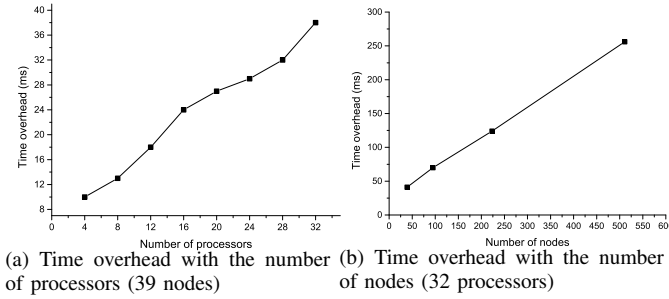 40
36
32
28
24
20
16
12
8
Time overhead (ms)
0 4 8 12 16 20 24 28 32
Number of processors
(a) Time overhead with the number
of processors (39 nodes)
300
250
200
150
100
50
0
Time overhead (ms)
0 50 100 150 200 250 300 350 400 450 500 550 60
Number of nodes
(b) Time overhead with the number
of nodes (32 processors)